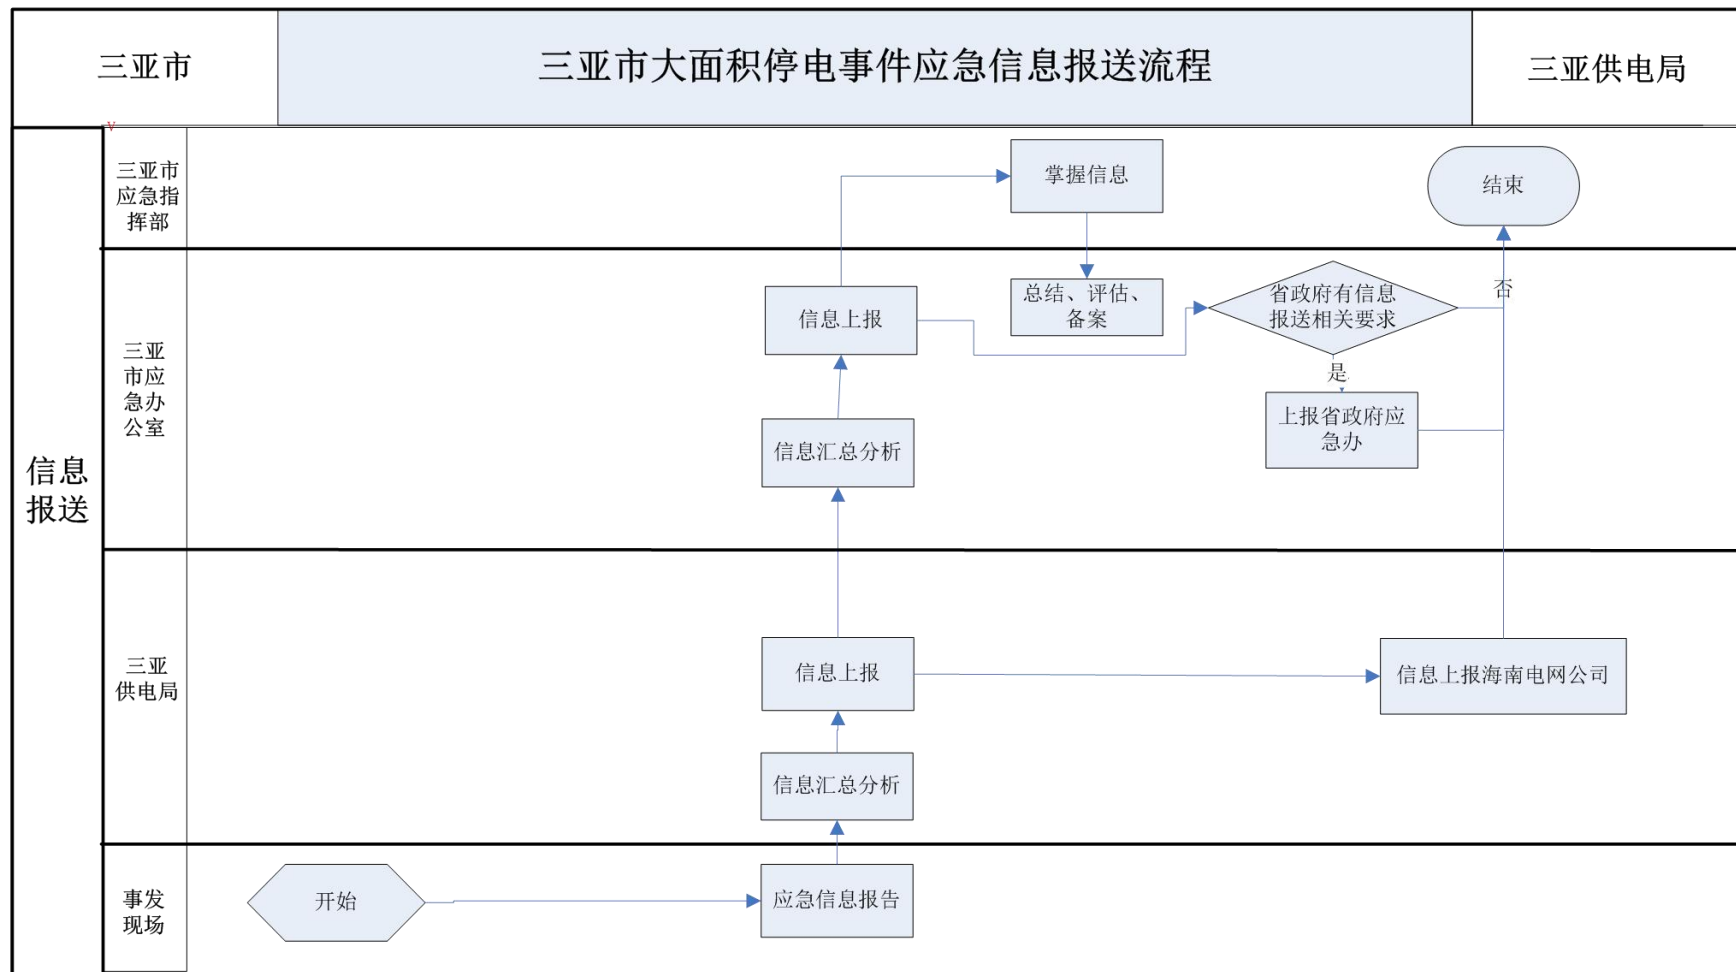 三亚市
三亚市大面积停电事件应急信息报送流程
三亚供电局
V
信息
报送
三亚市
应急指
挥部
掌握信息
结束
三亚
市应
急办
公室
信息上报
总结、评估、
备案
省政府有信息
报送相关要求
否
是
上报省政府应
急办
信息汇总分析
三亚
供电局
信息上报
信息上报海南电网公司
信息汇总分析
事发
现场
开始
应急信息报告